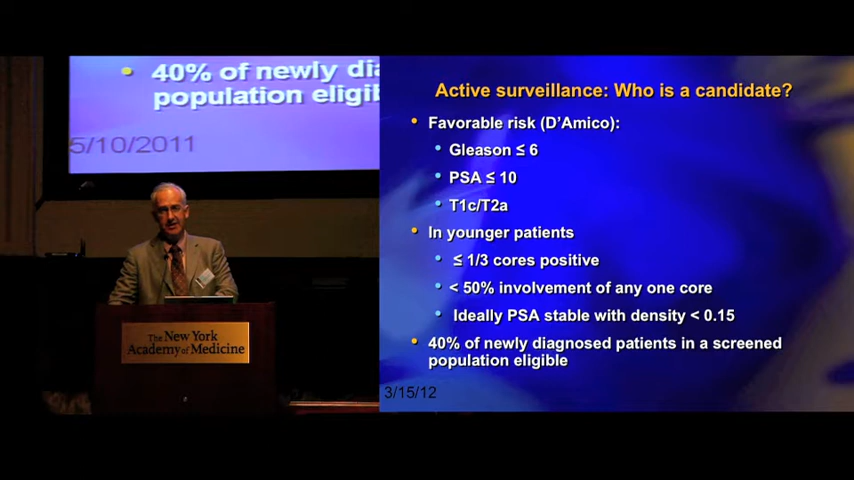 40% of newly dia
population eligib
5/10/2011
The New York
Academy of Medicine
Active surveillance: Who is a candidate?
• Favorable risk (D'Amico):
• Gleason ≤ 6
• PSA ≤ 10
• T1c/T2a
• In younger patients
• ≤ 1/3 cores positive
• < 50% involvement of any one core
• Ideally PSA stable with density < 0.15
• 40% of newly diagnosed patients in a screened
population eligible
3/15/12